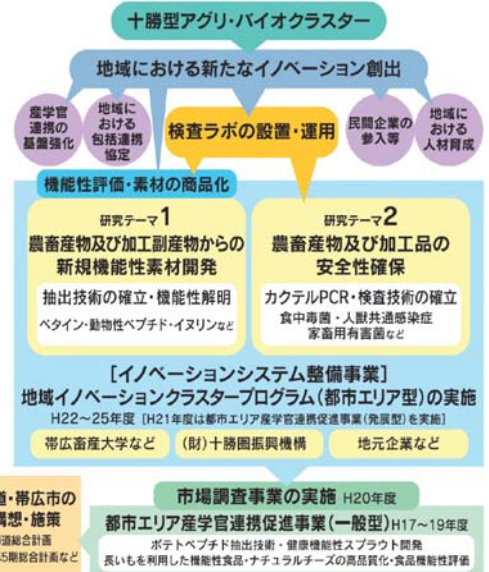 十勝型アグリ・バイオクラスター
地域における新たなイノベーション創出
産学官
連携の
基盤強化
地域に
おける
包括連携
協定
検査ラボの設置・運用
民間企業の
参入等
地域に
おける
人材育成
機能性評価・素材の商品化
研究テーマ1
農畜産物及び加工副産物からの
新規機能性素材開発
抽出技術の確立・機能性解明
ベタイン・動物性ペプチド・イヌリンなど
研究テーマ2
農畜産物及び加工品の
安全性確保
カクテルPCR・検査技術の確立
食中毒菌・人獣共通感染症
家畜用有害菌など
[イノベーションシステム整備事業]
地域イノベーションクラスタープログラム(都市エリア型)の実施
H22～25年度 [H21年度は都市エリア産学官連携促進事業(発展型)を実施]
帯広畜産大学など
(財)十勝圏振興機構
地元企業など
道・帯広市の
構想・施策
道総合計画
5期総合計画など
市場調査事業の実施 H20年度
都市エリア産学官連携促進事業(一般型)H17～19年度
ポテトペプチド抽出技術・健康機能性スプラウト開発
長いもを利用した機能性食品・ナチュラルチーズの高品質化・食品機能性評価